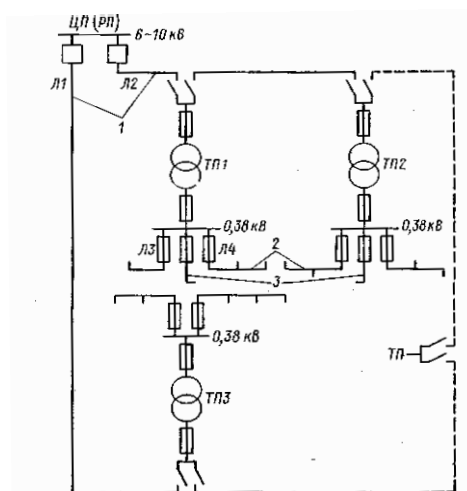 ЦП (РП)
6-10 кВ
Л1
Л2
1
ТП1
ТП2
0,38 кВ
0,38 кВ
Л3
Л4
2
3
0,38 кВ
ТП
ТП3